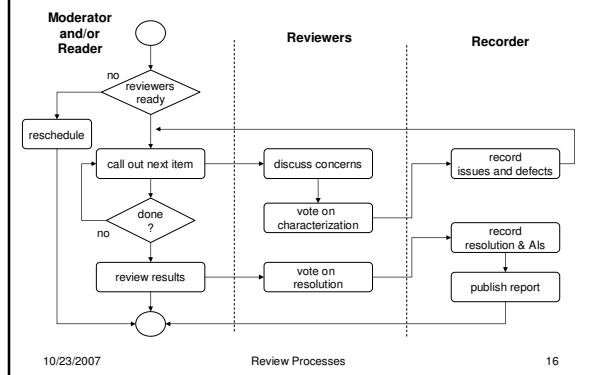 Moderator
and/or
Reader
Reviewers
Recorder
no
reviewers
ready
reschedule
call out next item
discuss concerns
record
issues and defects
vote on
characterization
done
?
no
record
resolution & AIs
review results
vote on
resolution
publish report
10/23/2007
Review Processes
16